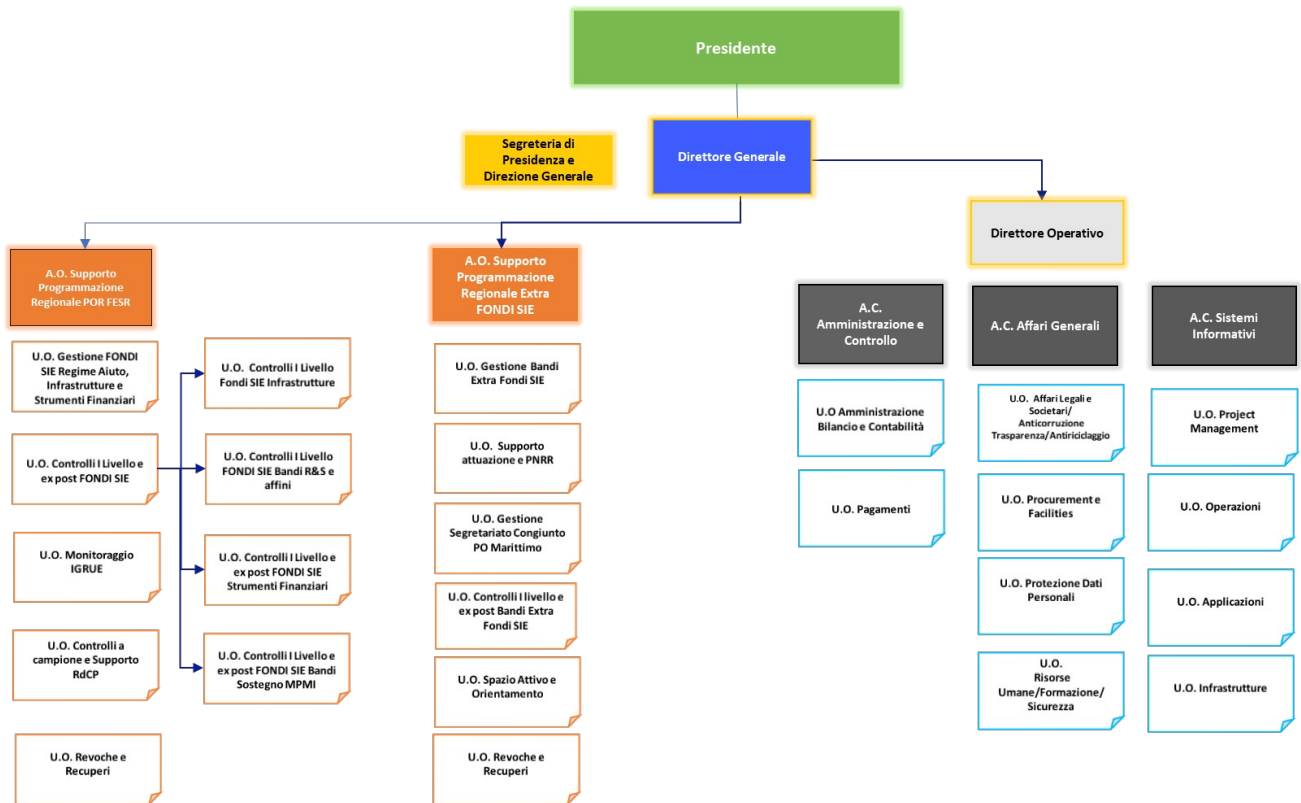 Presidente
Segreteria di
Presidenza e
Direzione Generale
Direttore Generale
Direttore Operativo
A.O. Supporto
Programmazione
Regionale POR FESR
A.O. Supporto
Programmazione
Regionale Extra
FONDI SIE
A.C.
Amministrazione e
Controllo
A.C. Affari Generali
A.C. Sistemi
Informativi
U.O. Gestione FONDI
SIE Regime Aiuto,
Infrastrutture e
Strumenti Finanziari
U.O. Controlli I Livello e
ex post FONDI SIE
U.O. Monitoraggio
IGRUE
U.O. Controlli a
campione e Supporto
RdCP
U.O. Revoche e
Recuperi
U.O. Controlli I Livello
Fondi SIE Infrastrutture
U.O. Controlli I Livello
FONDI SIE Bandi R&S e
affini
U.O. Controlli I Livello e
ex post FONDI SIE
Strumenti Finanziari
U.O. Controlli I Livello e
ex post FONDI SIE Bandi
Sostegno MPMI
U.O. Gestione Bandi
Extra Fondi SIE
U.O. Supporto
attuazione e PNRR
U.O. Gestione
Segretariato Congiunto
PO Marittimo
U.O. Controlli I livello e
ex post Bandi Extra
Fondi SIE
U.O. Spazio Attivo e
Orientamento
U.O. Revoche e
Recuperi
U.O Amministrazione
Bilancio e Contabilità
U.O. Pagamenti
U.O. Affari Legali e
Societari/
Anticorruzione
Trasparenza/Antiriciclaggio
U.O. Procurement e
Facilities
U.O. Protezione Dati
Personali
U.O.
Risorse
Umane/Formazione/
Sicurezza
U.O. Project
Management
U.O. Operazioni
U.O. Applicazioni
U.O. Infrastrutture